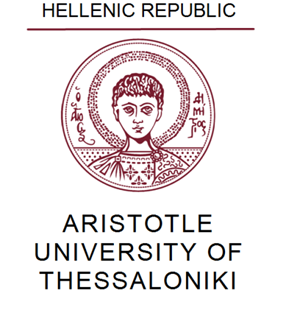 HELLENIC REPUBLIC
ARISTOTLE
UNIVERSITY OF
THESSALONIKI